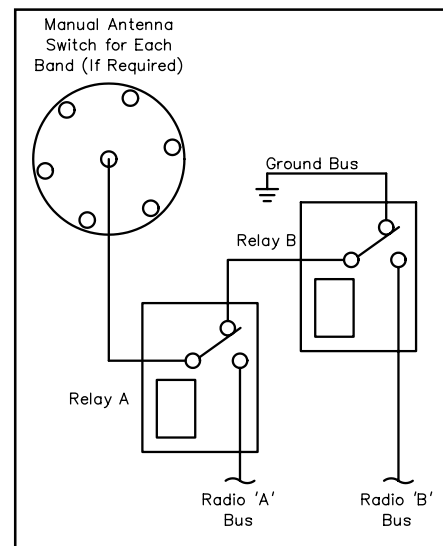 Manual Antenna
Switch for Each
Band (If Required)
Ground Bus
Relay B
Relay A
Radio 'A'
Bus
Radio 'B'
Bus